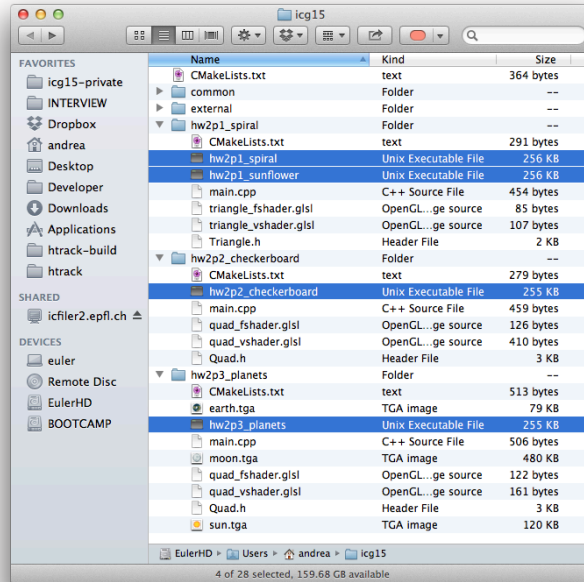 icg15
FAVORITES
icg15-private
INTERVIEW
Dropbox
andrea
Desktop
Developer
Downloads
Applications
htrack-build
htrack
SHARED
icfiler2.epfl.ch
DEVICES
euler
Remote Disc
EulerHD
BOOTCAMP
Name Kind Size
CMakeLists.txt text 364 bytes
common Folder --
external Folder --
hw2p1_spiral Folder --
CMakeLists.txt text 291 bytes
hw2p1_spiral Unix Executable File 256 KB
hw2p1_sunflower Unix Executable File 256 KB
main.cpp C++ Source File 454 bytes
triangle_fshader.glsl OpenGL...ge source 85 bytes
triangle_vshader.glsl OpenGL...ge source 107 bytes
Triangle.h Header File 2 KB
hw2p2_checkerboard Folder --
CMakeLists.txt text 279 bytes
hw2p2_checkerboard Unix Executable File 255 KB
main.cpp C++ Source File 459 bytes
quad_fshader.glsl OpenGL...ge source 126 bytes
quad_vshader.glsl OpenGL...ge source 410 bytes
Quad.h Header File 3 KB
hw2p3_planets Folder --
CMakeLists.txt text 513 bytes
earth.tga TGA image 79 KB
hw2p3_planets Unix Executable File 255 KB
main.cpp C++ Source File 506 bytes
moon.tga TGA image 480 KB
quad_fshader.glsl OpenGL...ge source 122 bytes
quad_vshader.glsl OpenGL...ge source 161 bytes
Quad.h Header File 3 KB
sun.tga TGA image 120 KB
EulerHD ▸ Users ▸ andrea ▸ icg15
4 of 28 selected, 159.68 GB available